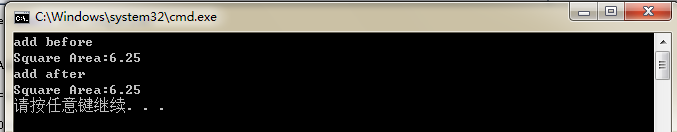 C:\Windows\system32\cmd.exe
add before
Square Area:6.25
add after
Square Area:6.25
请按任意键继续. . .